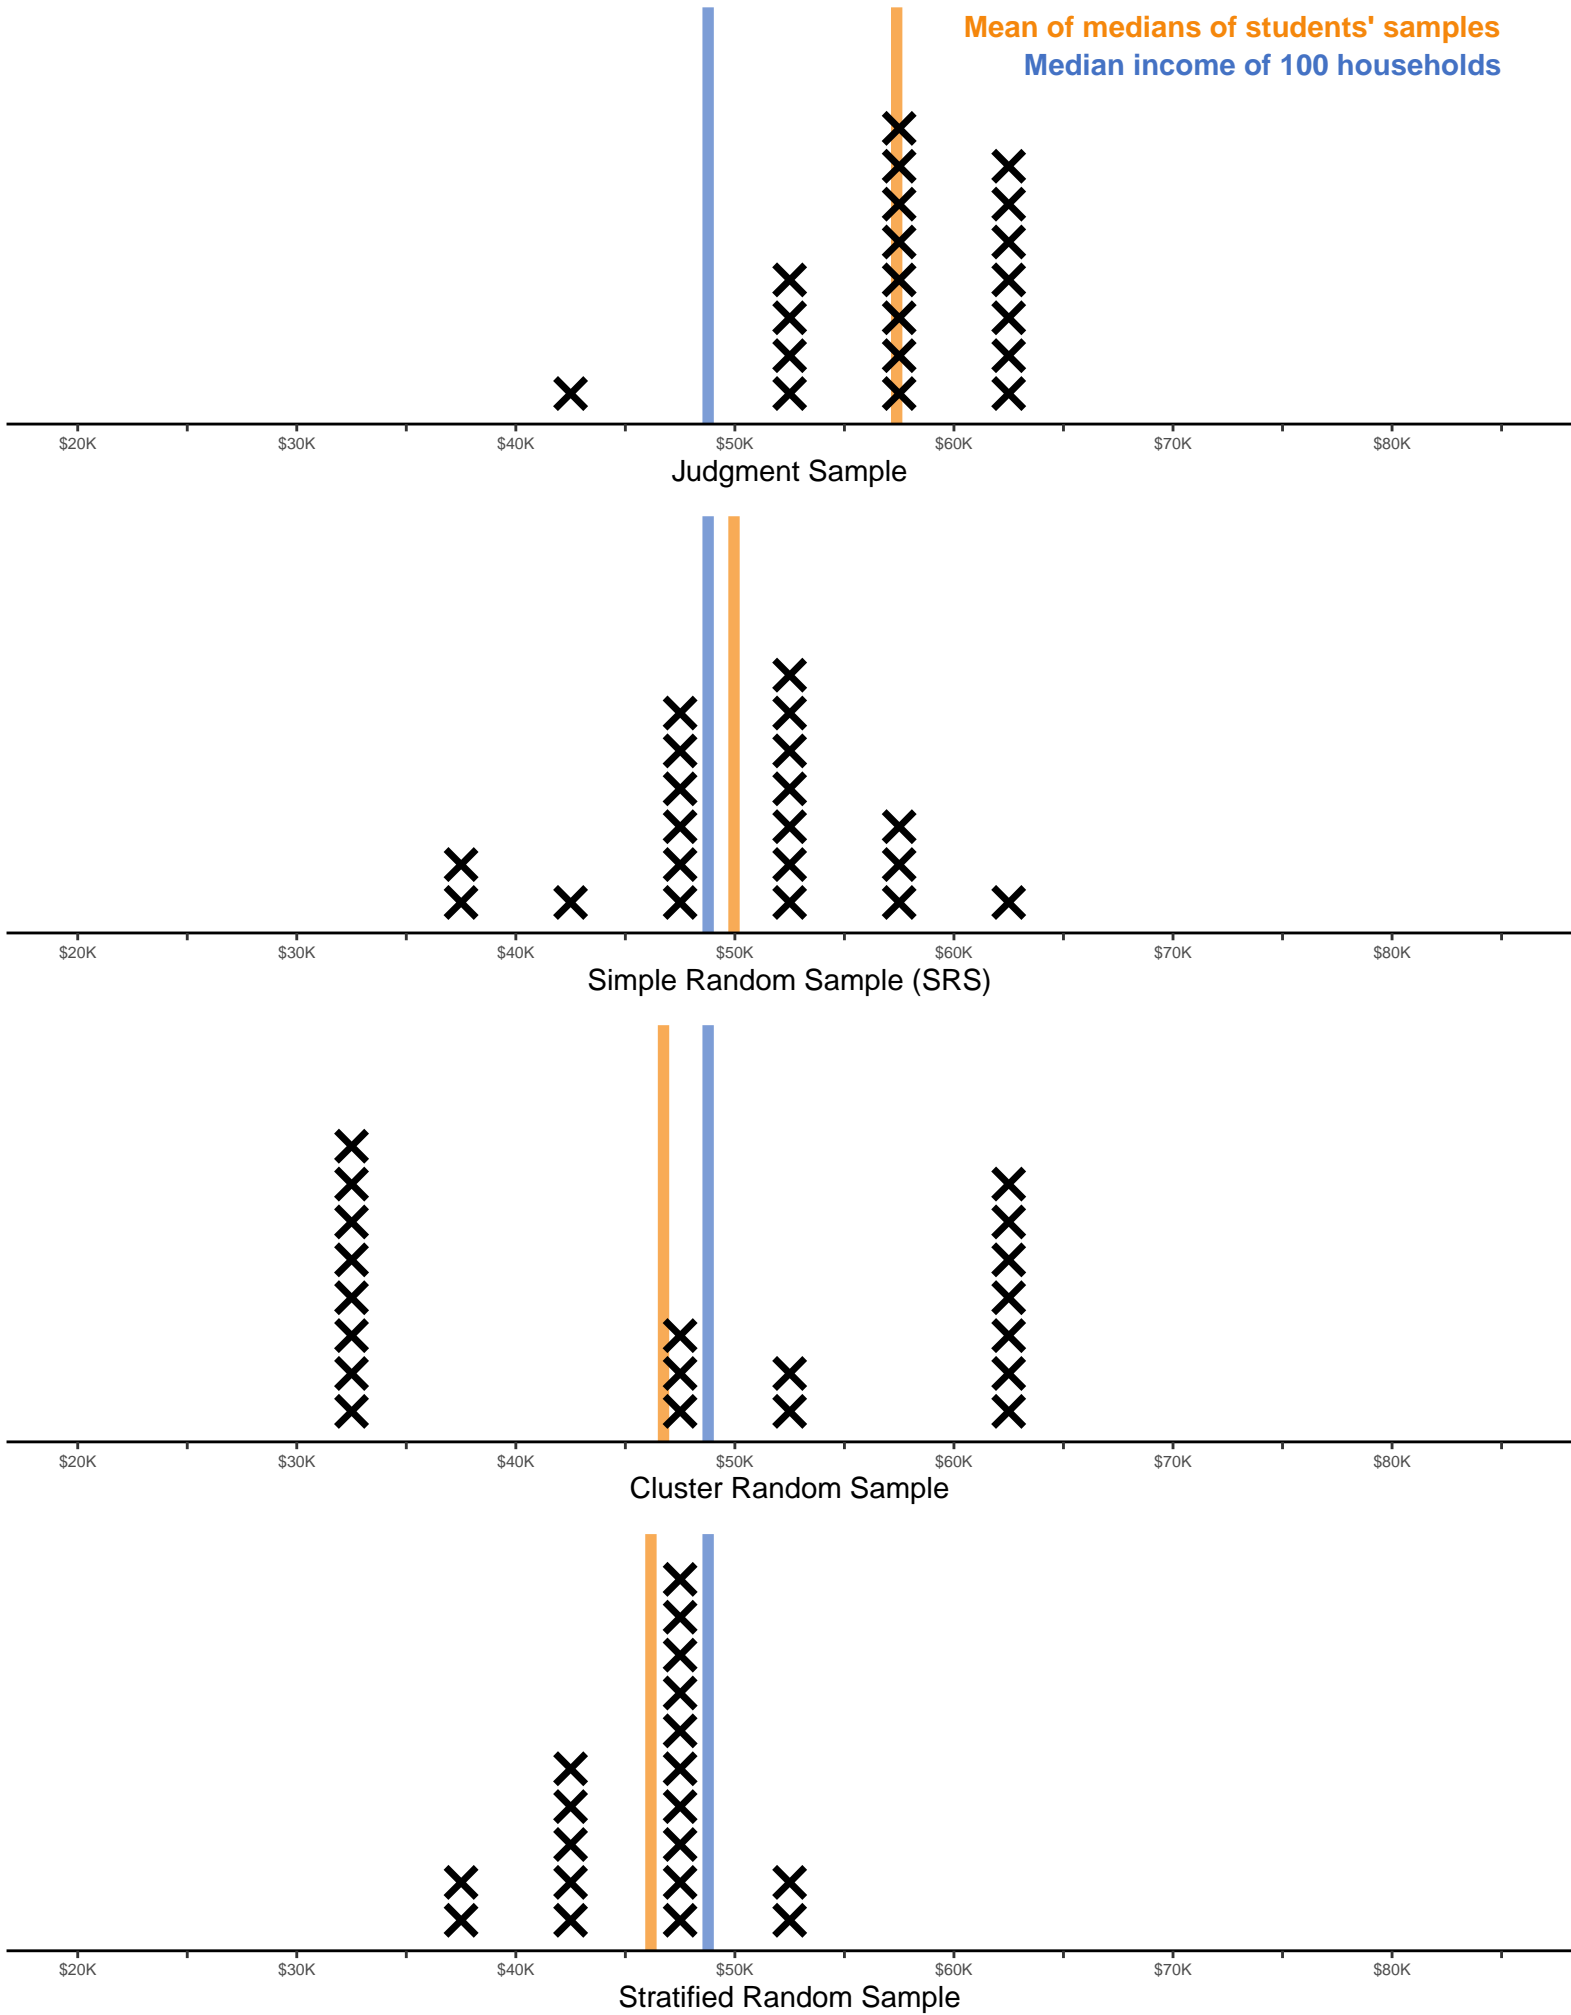 Mean of medians of students' samples
Median income of 100 households
$20K $30K $40K $50K $60K $70K $80K
Judgment Sample
$20K $30K $40K $50K $60K $70K $80K
Simple Random Sample (SRS)
$20K $30K $40K $50K $60K $70K $80K
Cluster Random Sample
$20K $30K $40K $50K $60K $70K $80K
Stratified Random Sample